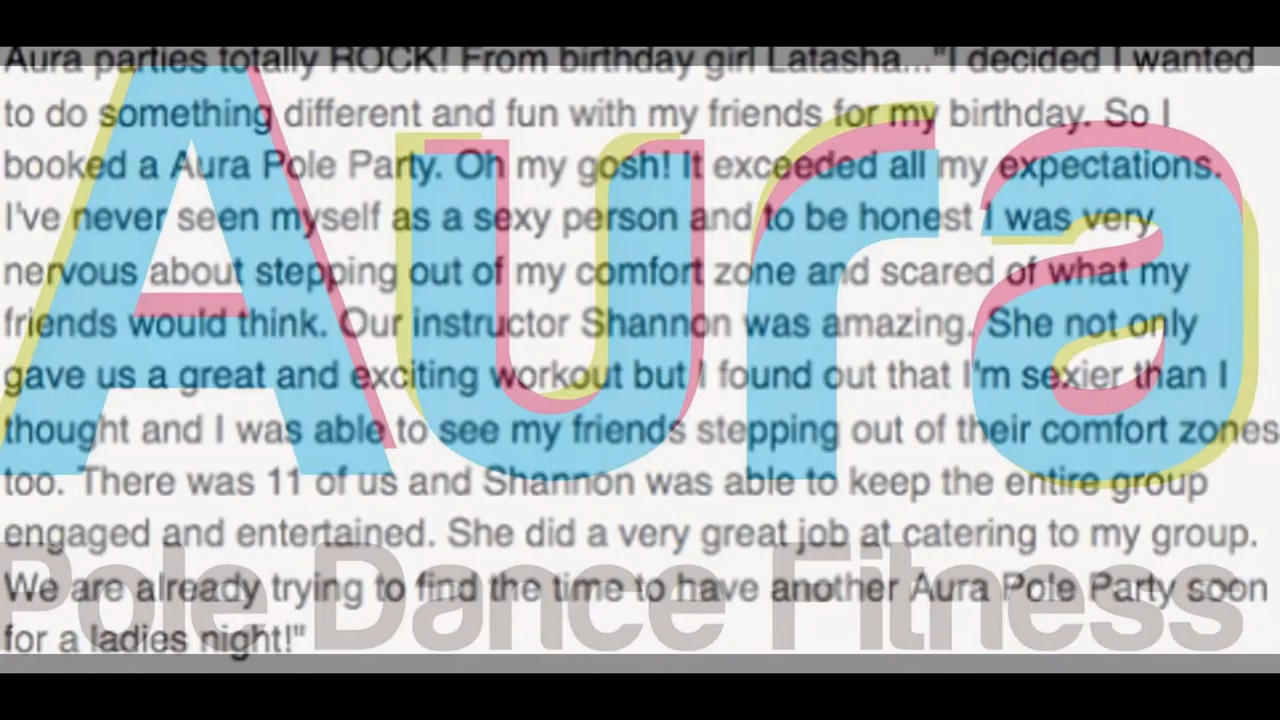 Aura parties totally ROCK! From birthday girl Latasha..."I decided I wanted
to do something different and fun with my friends for my birthday. So I
booked a Aura Pole Party. Oh my gosh! It exceeded all my expectations.
I've never seen myself as a sexy person and to be honest I was very
nervous about stepping out of my comfort zone and scared of what my
friends would think. Our instructor Shannon was amazing. She not only
gave us a great and exciting workout but I found out that I'm sexier than I
thought and I was able to see my friends stepping out of their comfort zones
too. There was 11 of us and Shannon was able to keep the entire group
engaged and entertained. She did a very great job at catering to my group.
We are already trying to find the time to have another Aura Pole Party soon
for a ladies night!"
Aura
Pole Dance Fitness